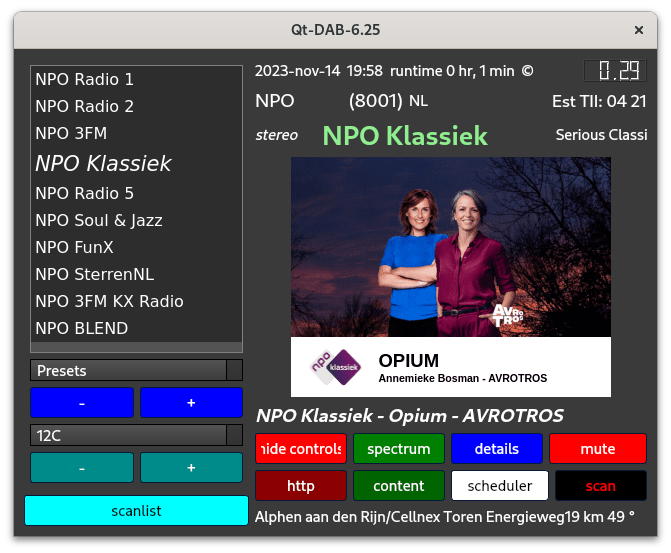 Qt-DAB-6.25
×
NPO Radio 1
NPO Radio 2
NPO 3FM
NPO Klassiek
NPO Radio 5
NPO Soul & Jazz
NPO FunX
NPO SterrenNL
NPO 3FM KX Radio
NPO BLEND
Presets
- +
12C
- +
scanlist
2023-nov-14 19:58 runtime 0 hr, 1 min © 0.29
NPO (8001) NL Est TII: 04 21
stereo NPO Klassiek Serious Classi
AVRO
TROS
npo
klassiek
OPIUM
Annemieke Bosman - AVROTROS
NPO Klassiek - Opium - AVROTROS
hide controls spectrum details mute
http content scheduler scan
Alphen aan den Rijn/Cellnex Toren Energieweg19 km 49 °